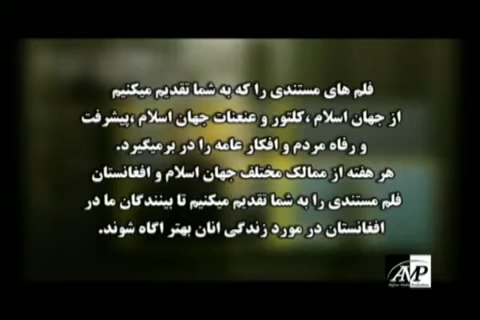 فلم های مستندی را که به شما تقدیم میکنیم
از جهان اسلام ،کلتور و عنعنات جهان اسلام ،پیشرفت
و رفاه مردم و افکار عامه را در برمیگیرد.
هر هفته از ممالک مختلف جهان اسلام و افغانستان
فلم مستندی را به شما تقدیم میکنیم تا بینندگان ما در
افغانستان در مورد زندگی انان بهتر اگاه شوند.
AMP